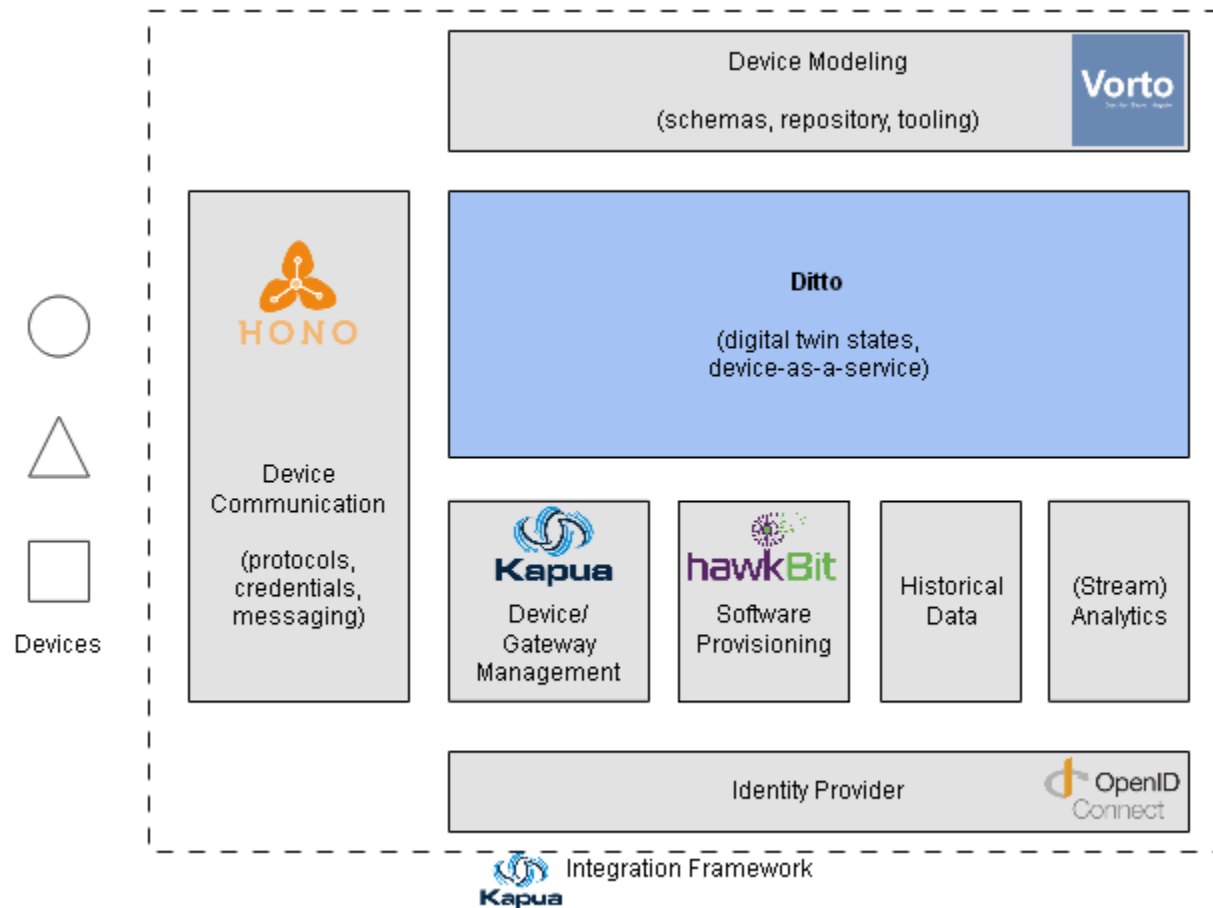 Device Modeling
(schemas, repository, tooling)
Vorto
HONO
Device
Communication
(protocols,
credentials,
messaging)
Ditto
(digital twin states,
device-as-a-service)
Devices
Kapua
Device/
Gateway
Management
hawkBit
Software
Provisioning
Historical
Data
(Stream)
Analytics
Identity Provider
OpenID
Connect
Integration Framework
Kapua